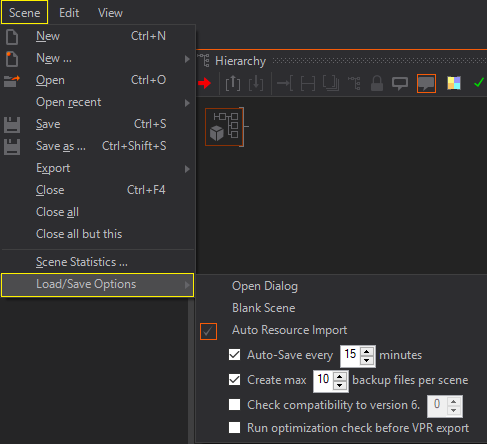 Scene Edit View
New Ctrl+N
New ...
Open Ctrl+O
Open recent
Save Ctrl+S
Save as ... Ctrl+Shift+S
Export
Close Ctrl+F4
Close all
Close all but this
Scene Statistics ...
Load/Save Options
Hierarchy
Open Dialog
Blank Scene
Auto Resource Import
Auto-Save every 15 minutes
Create max 10 backup files per scene
Check compatibility to version 6. 0
Run optimization check before VPR export